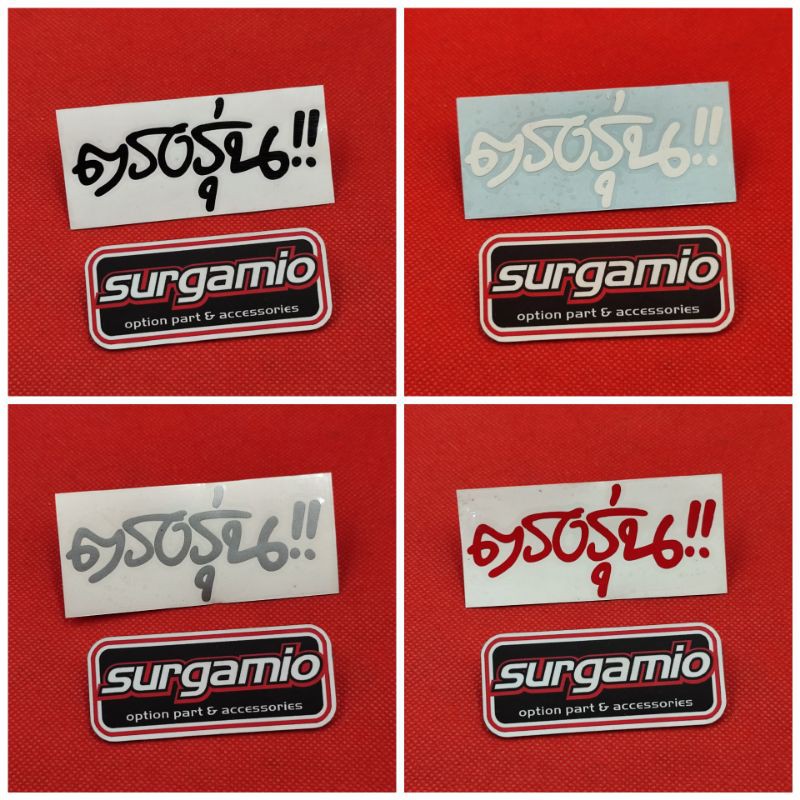 ตรงรุ่น!!
surgamio
option part & accessories
ตรงรุ่น!!
surgamio
option part & accessories
ตรงรุ่น!!
surgamio
option part & accessories
ตรงรุ่น!!
surgamio
option part & accessories